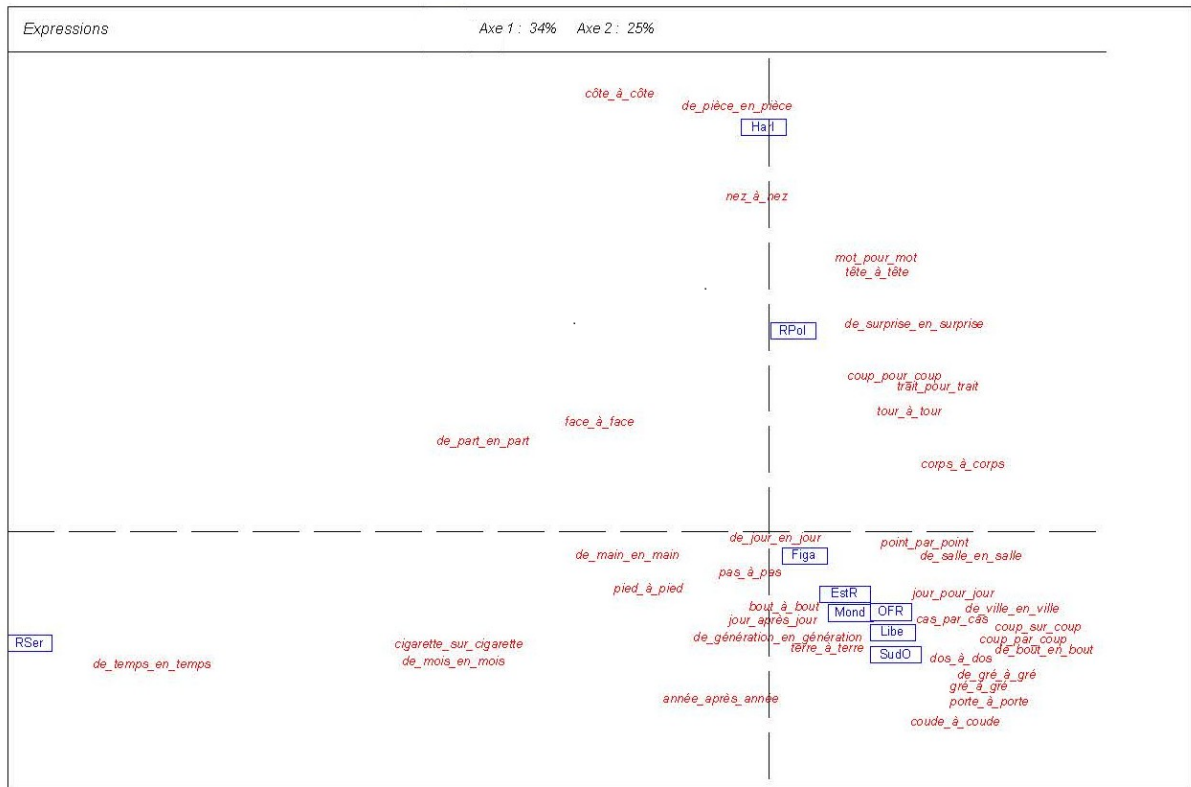 Expressions Axe 1 : 34% Axe 2 : 25%
côte_à_côte
de_pièce_en_pièce
Harl
nez_à_nez
mot_pour_mot
tête_à_tête
de_surprise_en_surprise
RPol
coup_pour_coup
trait_pour_trait
tour_à_tour
face_à_face
de_part_en_part
corps_à_corps
de_jour_en_jour
point_par_point
de_main_en_main
Figa
de_salle_en_salle
pas_à_pas
pied_à_pied
EstR
jour_pour_jour
bout_à_bout
Mond
OFR
de_ville_en_ville
jour_après_jour
cas_par_cas
coup_sur_coup
Libe
de_génération_en_génération
coup_par_coup
RSer
cigarette_sur_cigarette
terre_à_terre
de_bout_en_bout
SudO
dos_à_dos
de_temps_en_temps
de_mois_en_mois
de_gré_à_gré
gré_à_gré
année_après_année
porte_à_porte
coude_à_coude